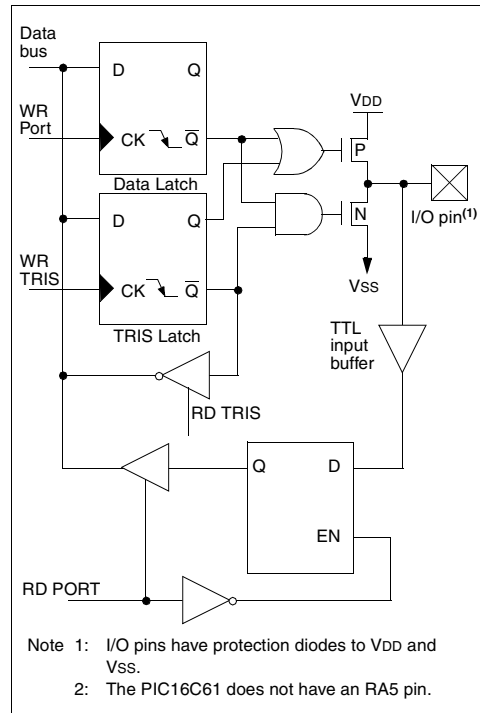 Data
bus
D Q
WR
Port
CK Q
Data Latch
VDD
P
N
I/O pin(1)
D Q
WR
TRIS
CK Q
TRIS Latch
VSS
TTL
input
buffer
RD TRIS
Q D
EN
RD PORT
Note 1: I/O pins have protection diodes to VDD and
VSS.
2: The PIC16C61 does not have an RA5 pin.